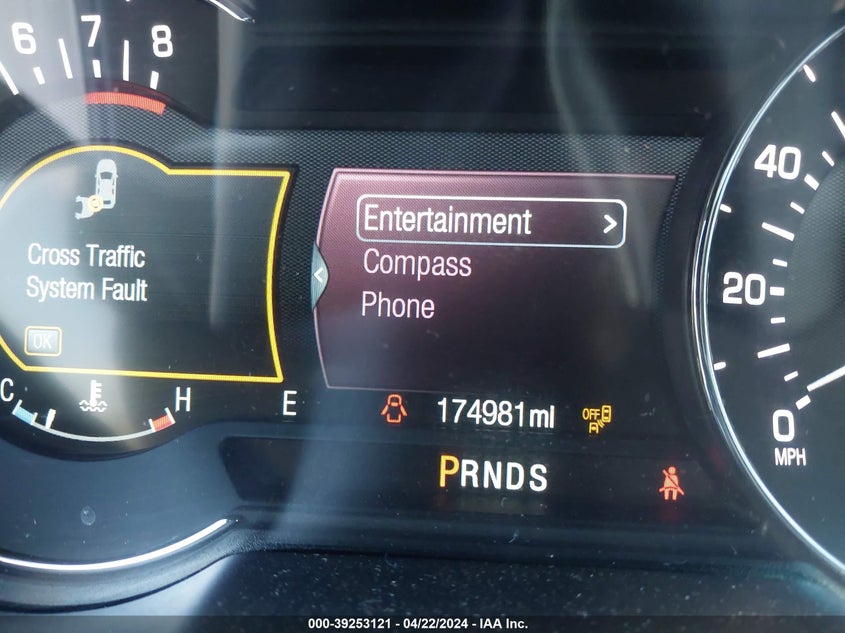 6 7 8
Cross Traffic
System Fault
OK
C H E
Entertainment >
Compass
Phone
174981ml OFF
PRNDS
40
20
0
MPH
000-39253121 - 04/22/2024 - IAA Inc.